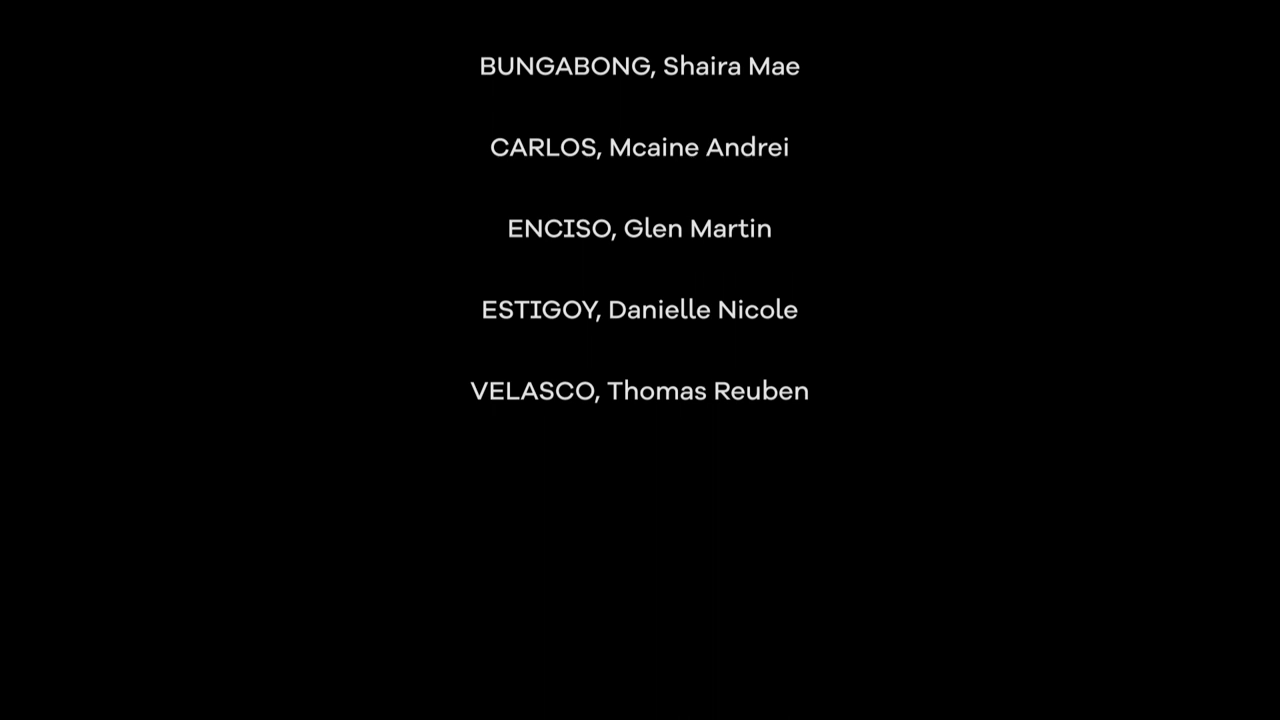 BUNGABONG, Shaira Mae
CARLOS, Mcaine Andrei
ENCISO, Glen Martin
ESTIGOY, Danielle Nicole
VELASCO, Thomas Reuben